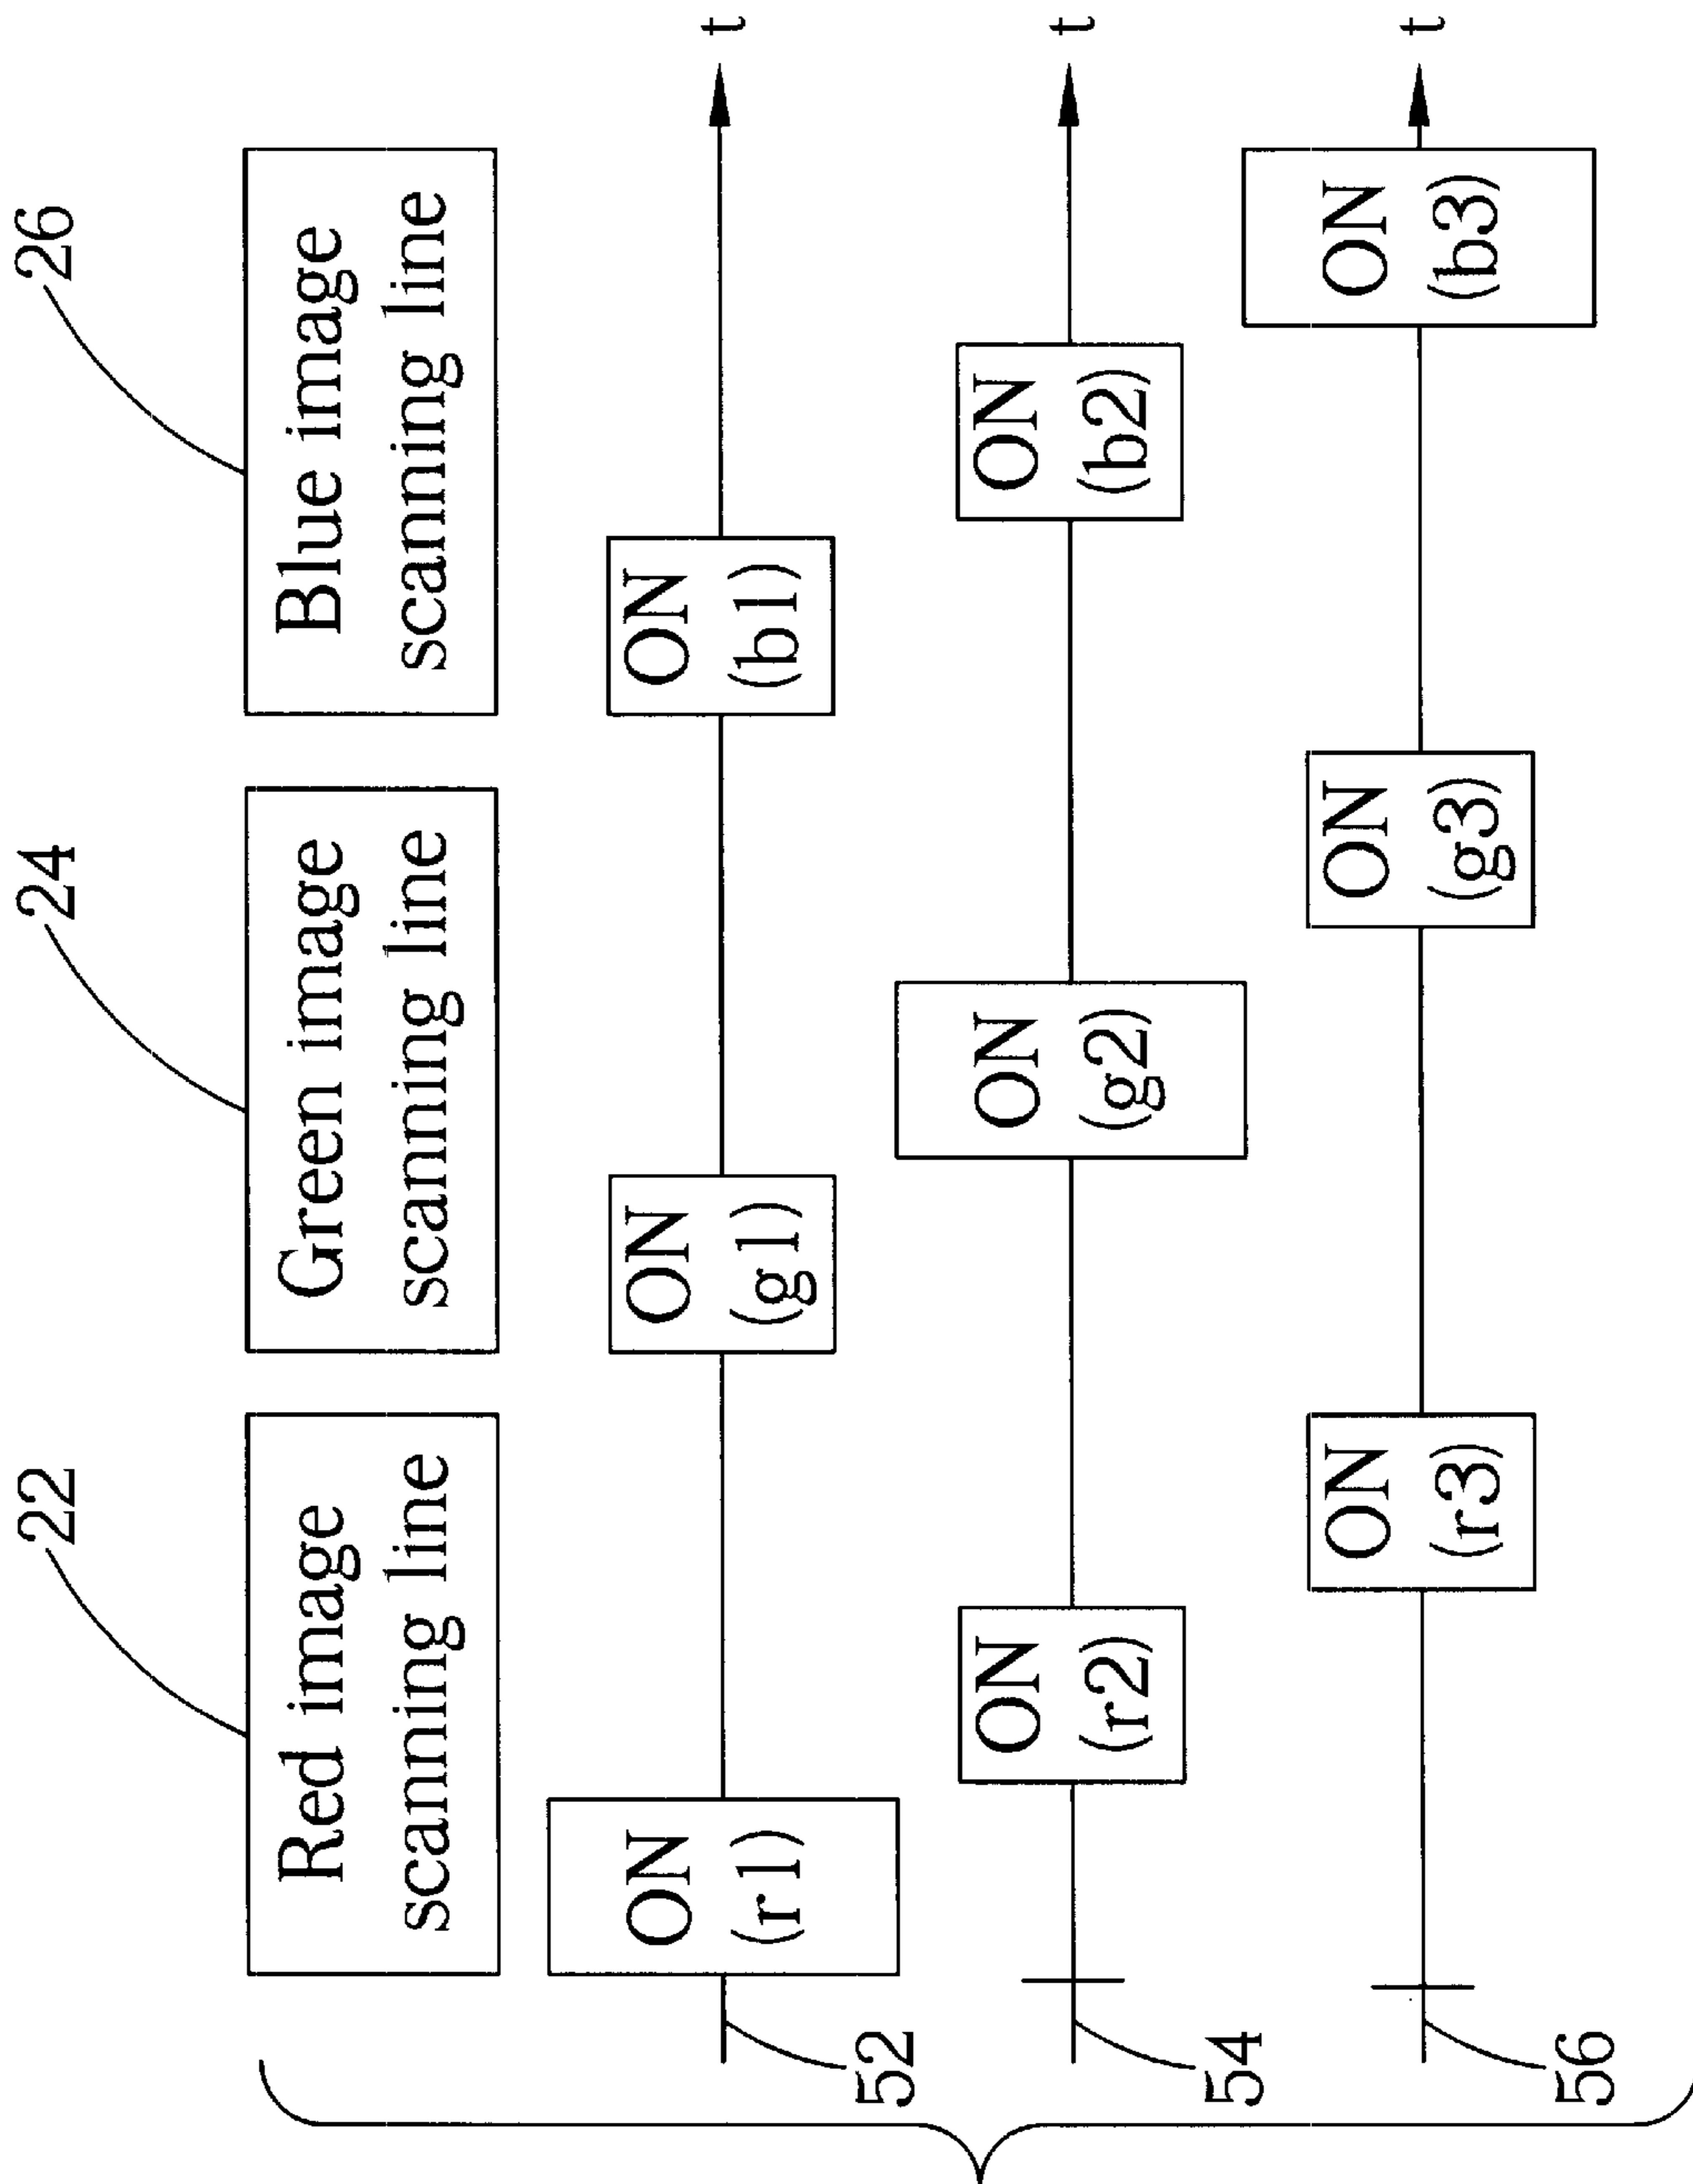 22
24
26
Red image
scanning line
Green image
scanning line
Blue image
scanning line
52
ON
(r1)
ON
(g1)
ON
(b1)
t
54
ON
(r2)
ON
(g2)
ON
(b2)
t
56
ON
(r3)
ON
(g3)
ON
(b3)
t